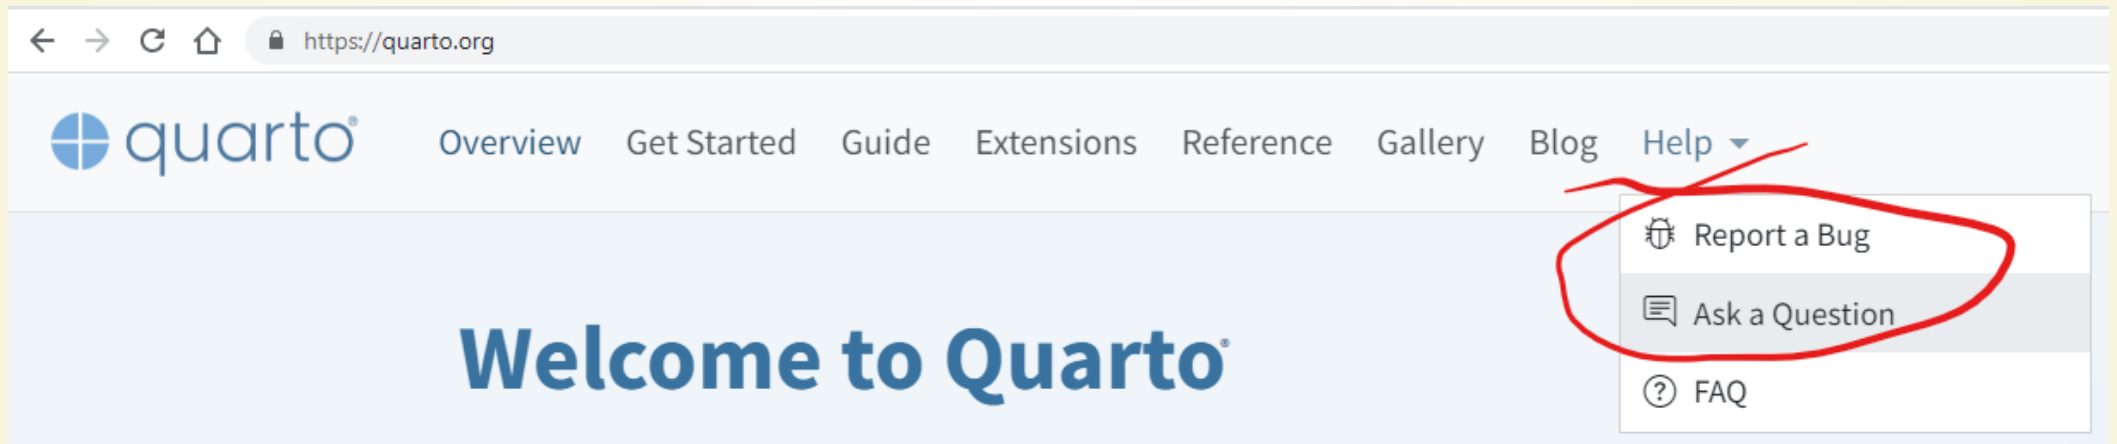 https://quarto.org
quarto® Overview Get Started Guide Extensions Reference Gallery Blog Help
Report a Bug
Ask a Question
Welcome to Quarto®
FAQ